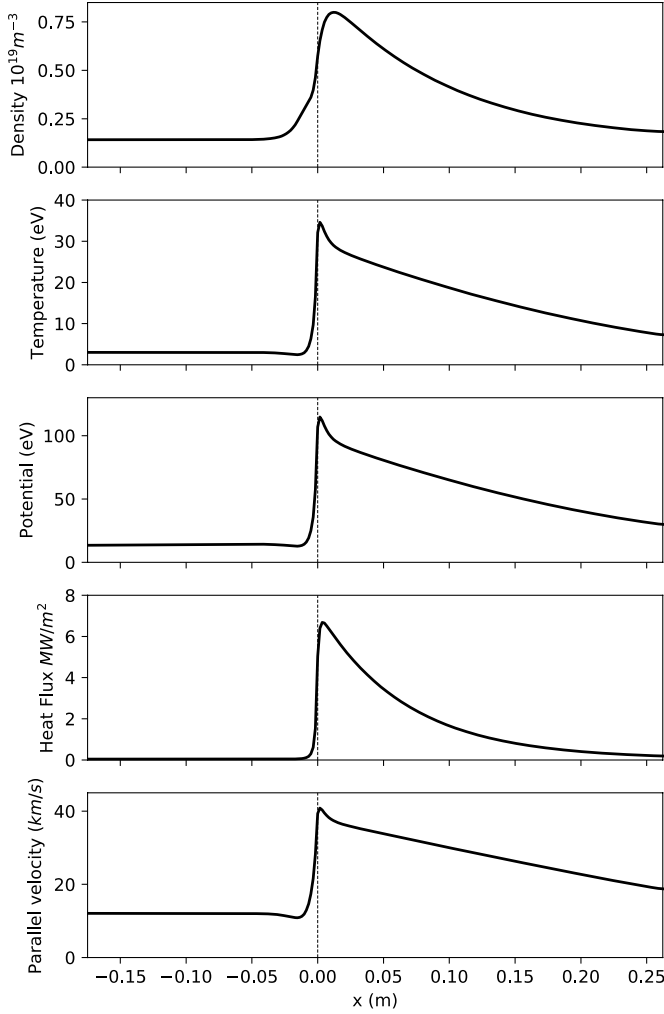 Density 10^{19}m^{-3}
0.75
0.50
0.25
0.00
Temperature (eV)
40
30
20
10
0
Potential (eV)
100
50
0
Heat Flux MW/m^2
8
6
4
2
0
Parallel velocity (km/s)
40
20
0
−0.15 −0.10 −0.05 0.00 0.05 0.10 0.15 0.20 0.25
x (m)